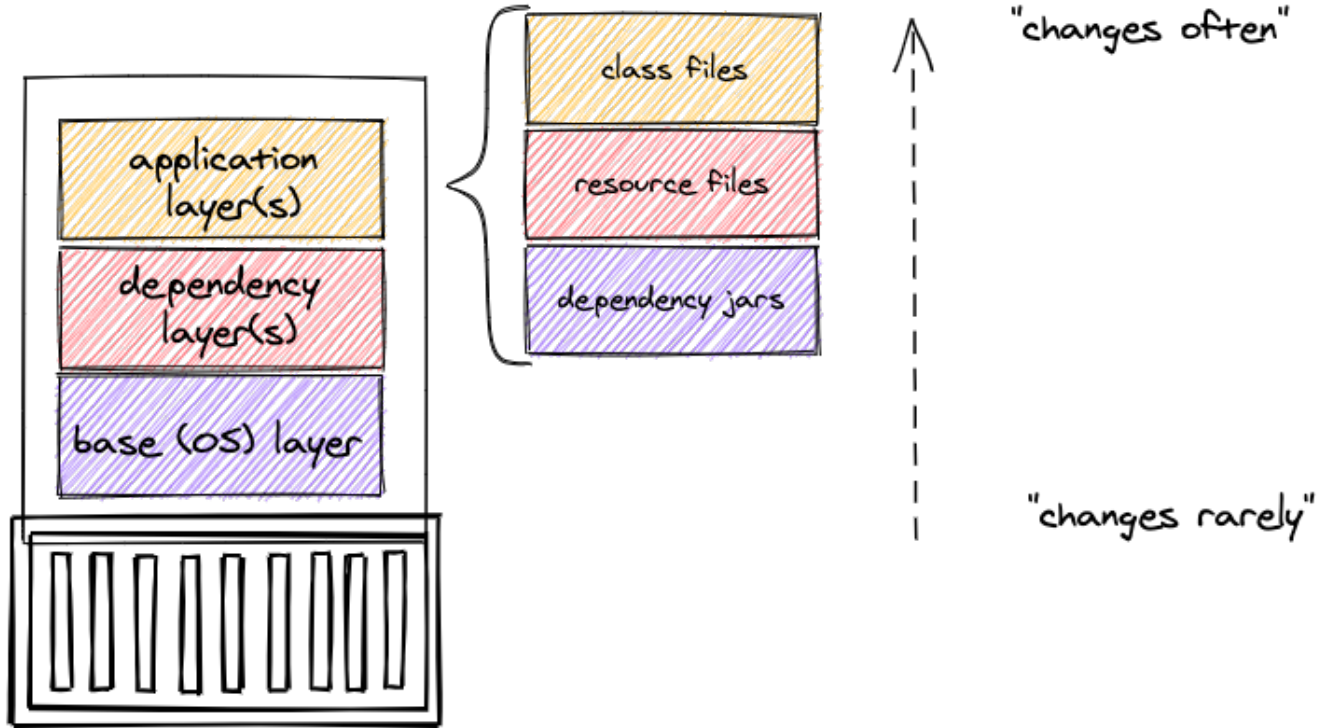 "changes often"
class files
application
layer(s)
resource files
dependency
layer(s)
dependency jars
base (OS) layer
"changes rarely"